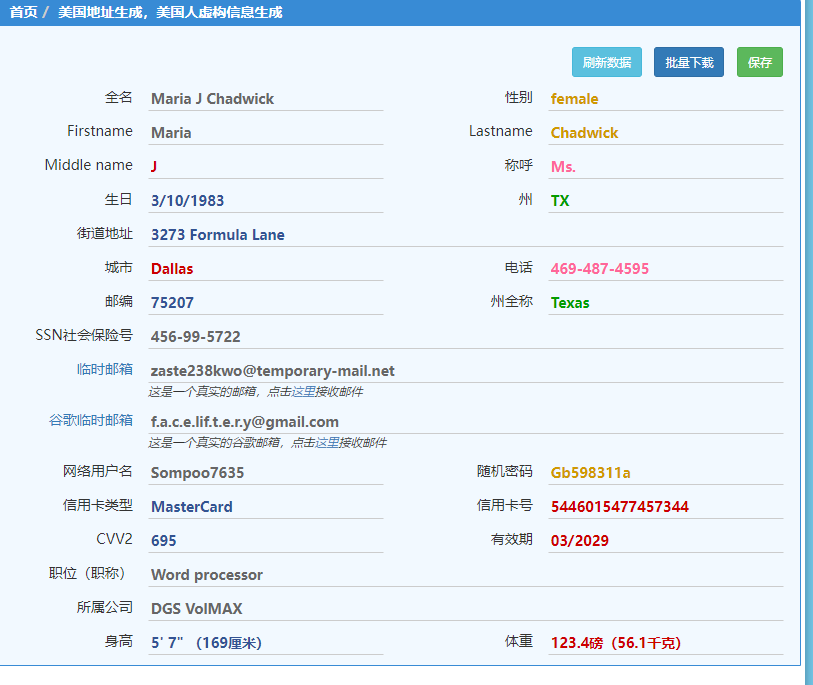 首页 / 美国地址生成，美国人虚构信息生成
刷新数据 批量下载 保存
全名 Maria J Chadwick 性别 female
Firstname Maria Lastname Chadwick
Middle name J 称呼 Ms.
生日 3/10/1983 州 TX
街道地址 3273 Formula Lane
城市 Dallas 电话 469-487-4595
邮编 75207 州全称 Texas
SSN社会保险号 456-99-5722
临时邮箱 zaste238kwo@temporary-mail.net
这是一个真实的邮箱，点击这里接收邮件
谷歌临时邮箱 f.a.c.e.lif.t.e.r.y@gmail.com
这是一个真实的谷歌邮箱，点击这里接收邮件
网络用户名 Sompoo7635 随机密码 Gb598311a
信用卡类型 MasterCard 信用卡号 5446015477457344
CVV2 695 有效期 03/2029
职位（职称） Word processor
所属公司 DGS VolMAX
身高 5' 7" （169厘米） 体重 123.4磅（56.1千克）